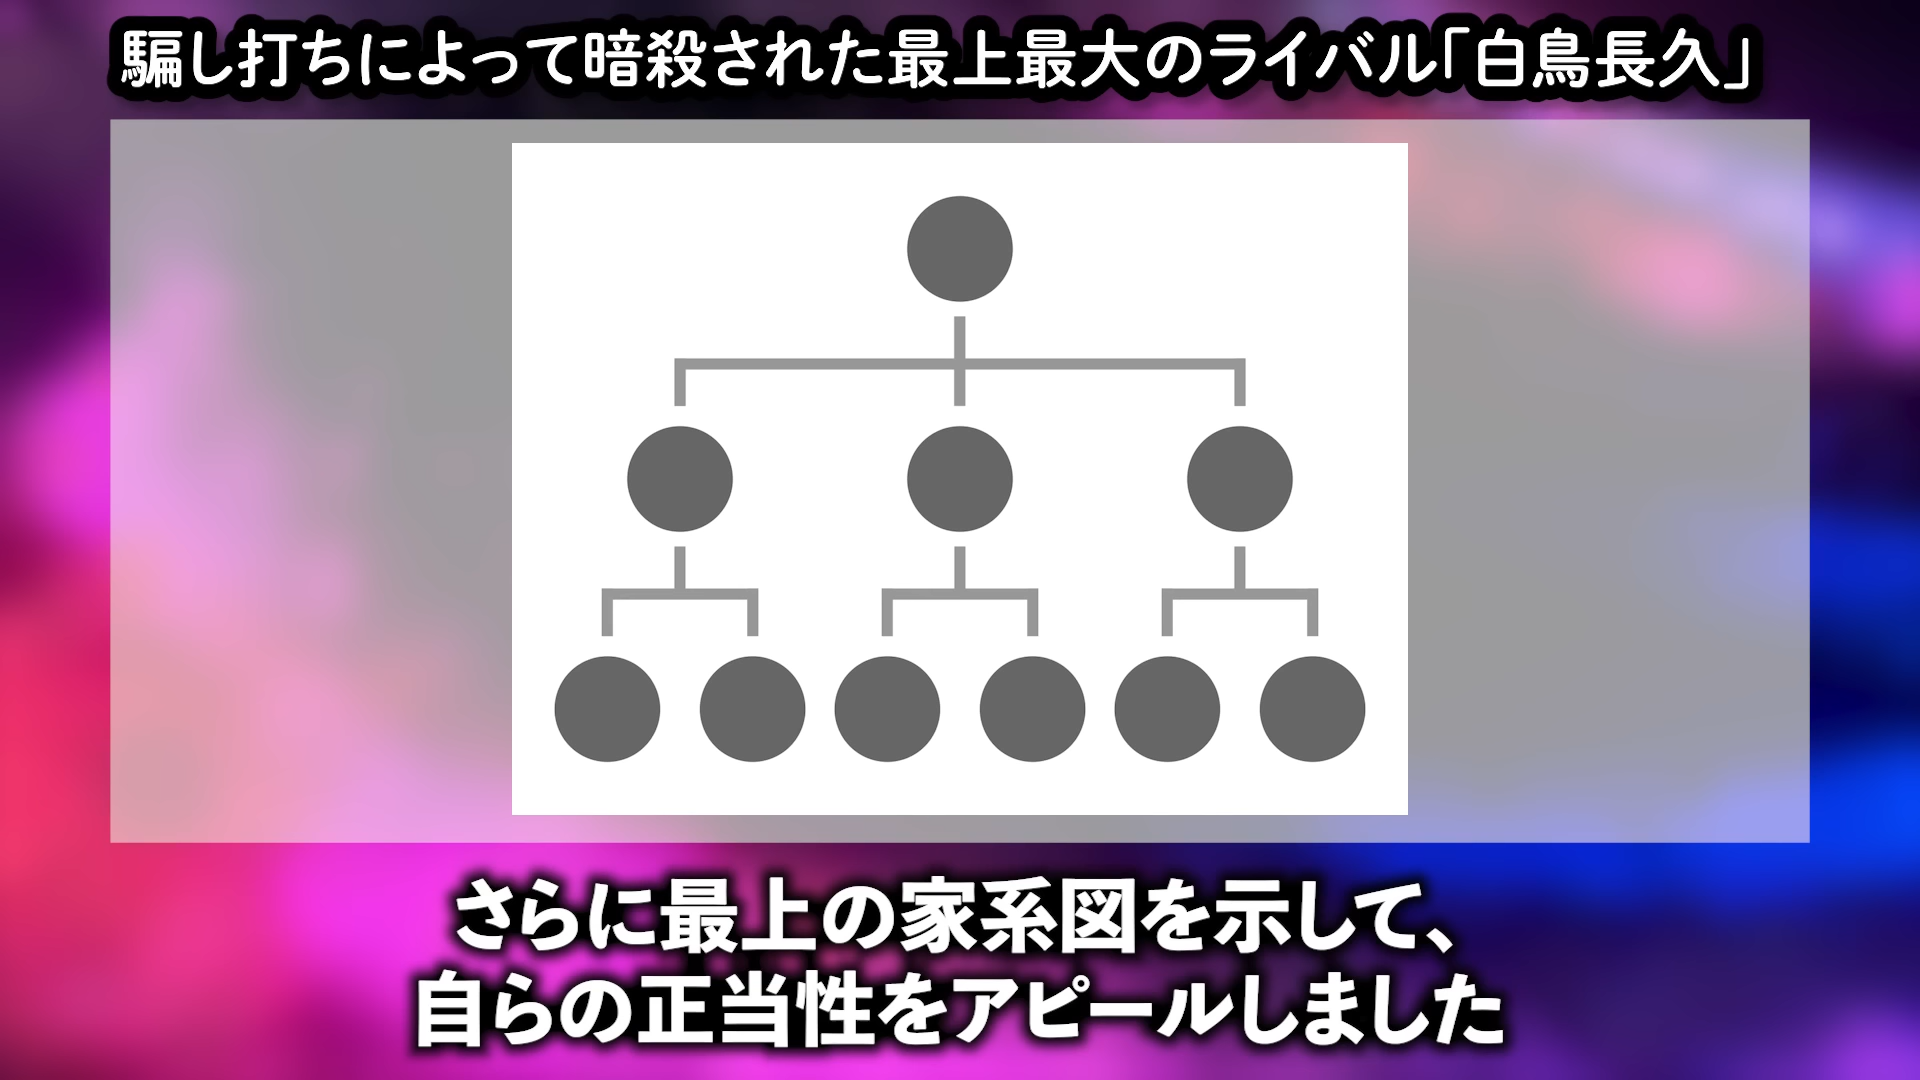 騙し打ちによって暗殺された最上最大のライバル「白鳥長久」
さらに最上の家系図を示して、
自らの正当性をアピールしました